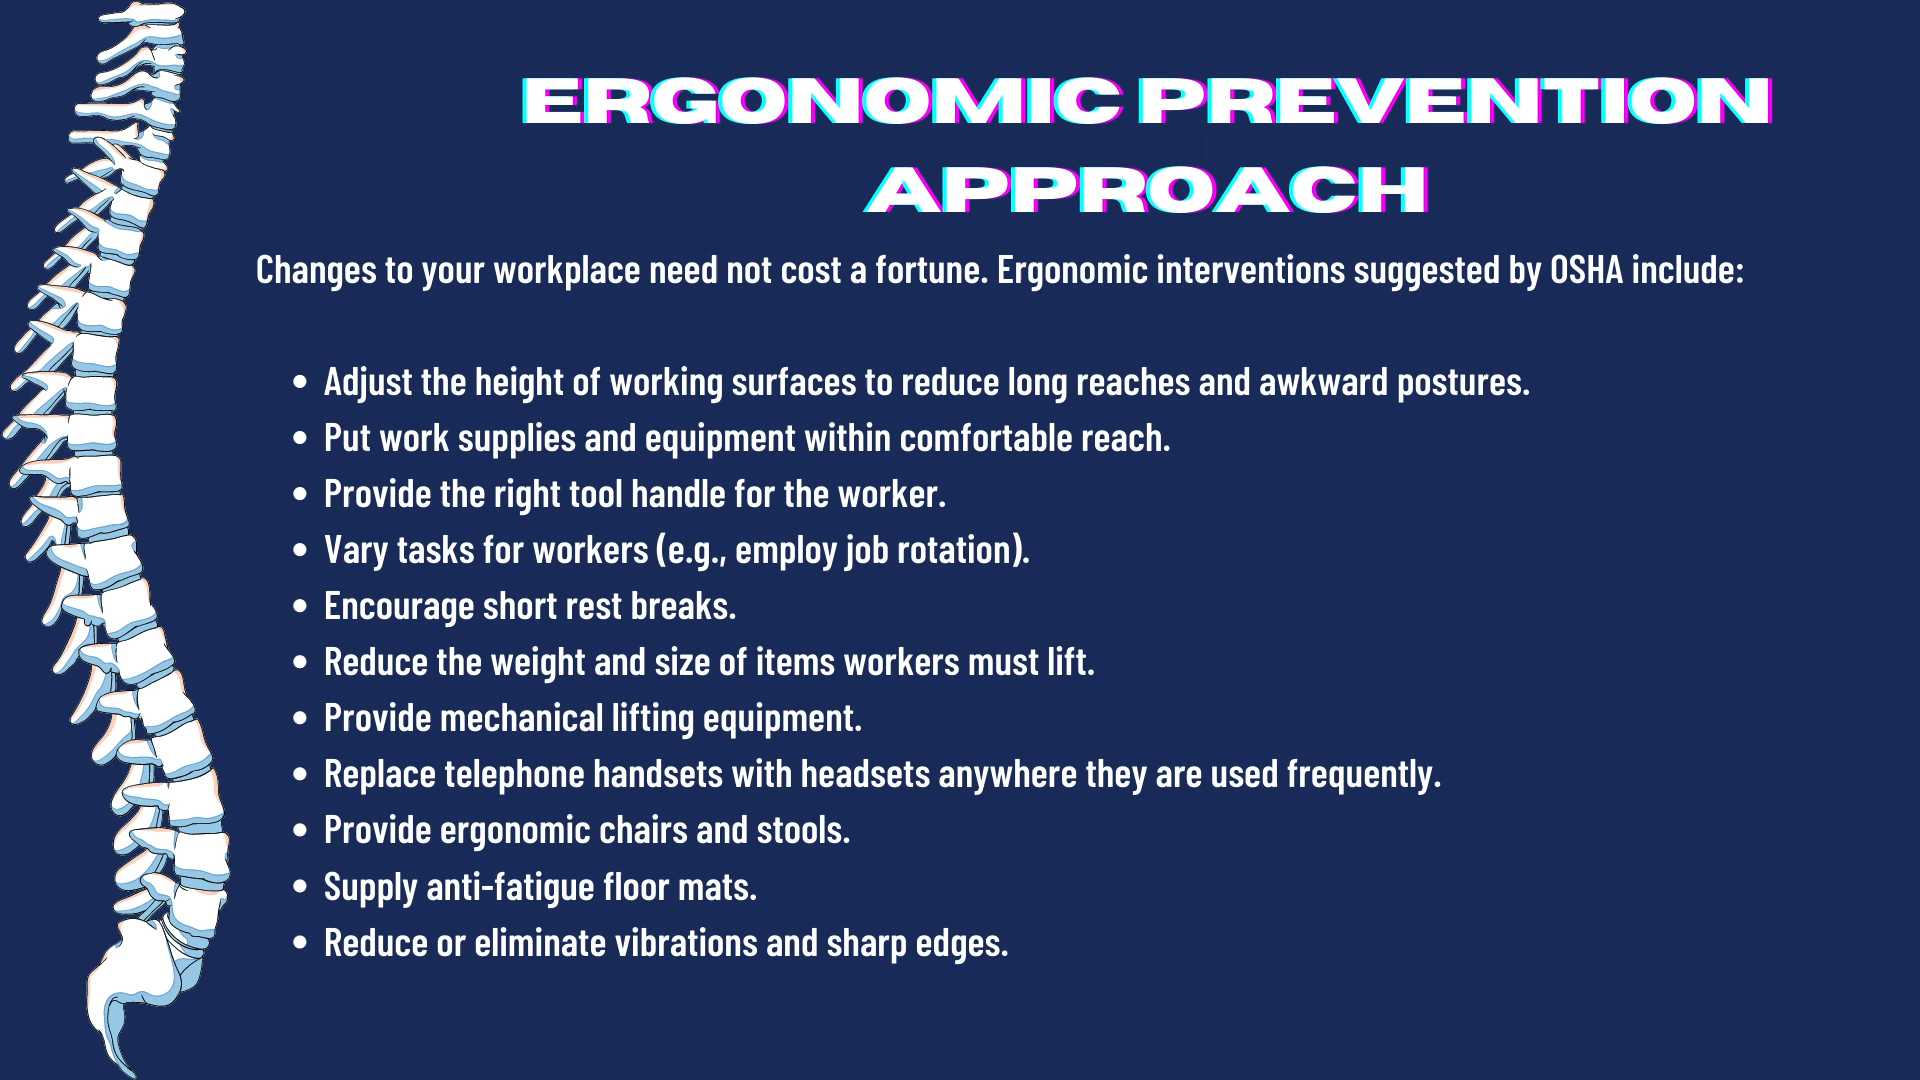 ERGONOMIC PREVENTION
APPROACH
Changes to your workplace need not cost a fortune. Ergonomic interventions suggested by OSHA include:
• Adjust the height of working surfaces to reduce long reaches and awkward postures.
• Put work supplies and equipment within comfortable reach.
• Provide the right tool handle for the worker.
• Vary tasks for workers (e.g., employ job rotation).
• Encourage short rest breaks.
• Reduce the weight and size of items workers must lift.
• Provide mechanical lifting equipment.
• Replace telephone handsets with headsets anywhere they are used frequently.
• Provide ergonomic chairs and stools.
• Supply anti-fatigue floor mats.
• Reduce or eliminate vibrations and sharp edges.